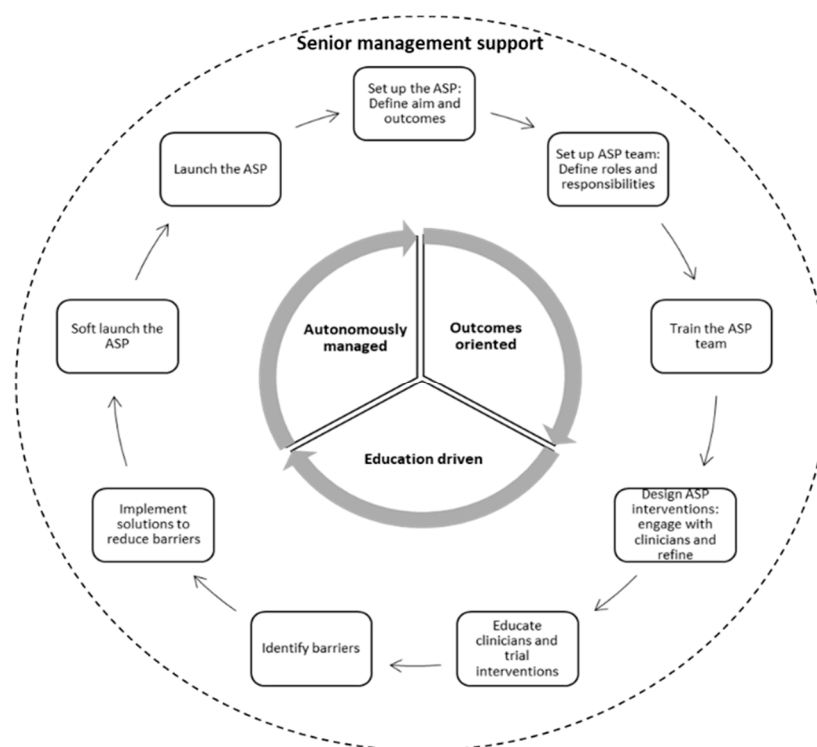 Senior management support
Set up the ASP:
Define aim and
outcomes
Set up ASP team:
Define roles and
responsibilities
Train the ASP
team
Design ASP
interventions:
engage with
clinicians and
refine
Educate
clinicians and
trial
interventions
Identify barriers
Implement
solutions to
reduce barriers
Soft launch the
ASP
Launch the ASP
Autonomously
managed
Outcomes
oriented
Education driven